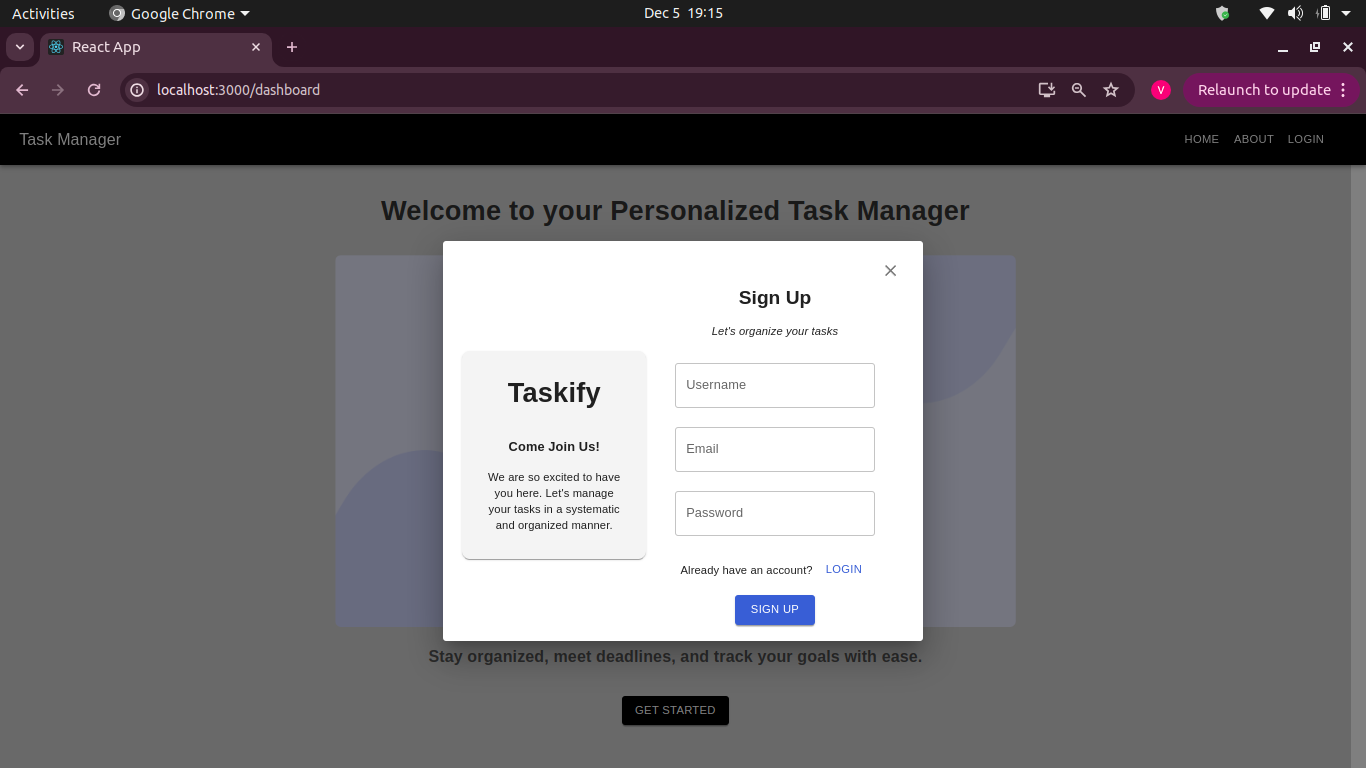 Activities
Google Chrome
Dec 5 19:15
React App
localhost:3000/dashboard
V
Relaunch to update
Task Manager
HOME
ABOUT
LOGIN
Welcome to your Personalized Task Manager
Taskify
Come Join Us!
We are so excited to have
you here. Let's manage
your tasks in a systematic
and organized manner.
Sign Up
Let's organize your tasks
Username
Email
Password
Already have an account? LOGIN
SIGN UP
Stay organized, meet deadlines, and track your goals with ease.
GET STARTED